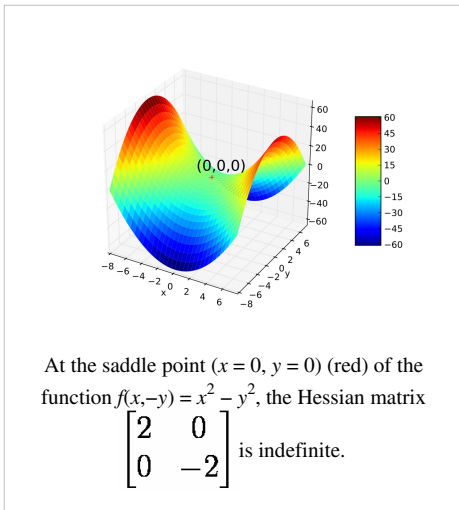 60
40
20
0
−20
−40
−60
(0,0,0)
−8 −6 −4 −2 0 2 4 6
x
−8 −6 −4 −2 0 2 4 6
y
60
45
30
15
0
−15
−30
−45
−60
At the saddle point (x = 0, y = 0) (red) of the
function f(x,−y) = x² − y², the Hessian matrix
[2 0
0 −2] is indefinite.